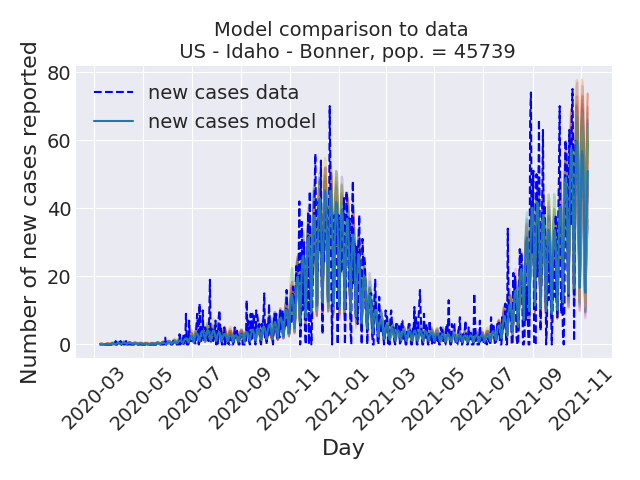 Model comparison to data
US - Idaho - Bonner, pop. = 45739
Number of new cases reported
80
60
40
20
0
new cases data
new cases model
2020-03
2020-05
2020-07
2020-09
2020-11
2021-01
2021-03
2021-05
2021-07
2021-09
2021-11
Day